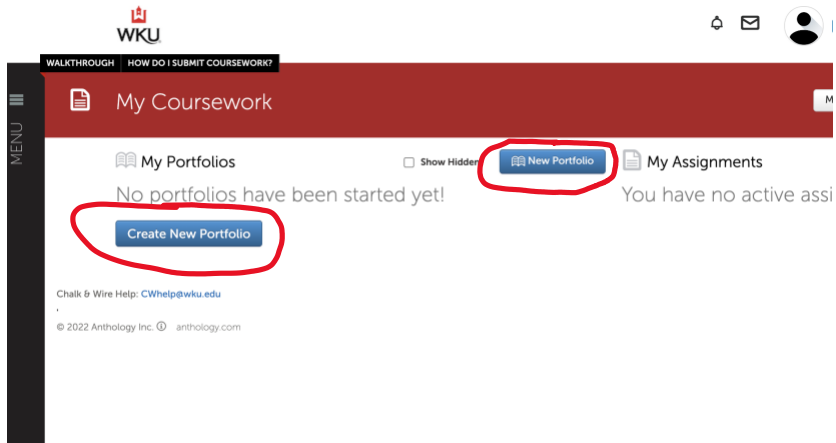 WKU
WALKTHROUGH HOW DO I SUBMIT COURSEWORK?
MENU
My Coursework
M
My Portfolios
Show Hidden
New Portfolio
My Assignments
No portfolios have been started yet!
You have no active assi
Create New Portfolio
Chalk & Wire Help: CWhelp@wku.edu
.
© 2022 Anthology Inc. anthology.com